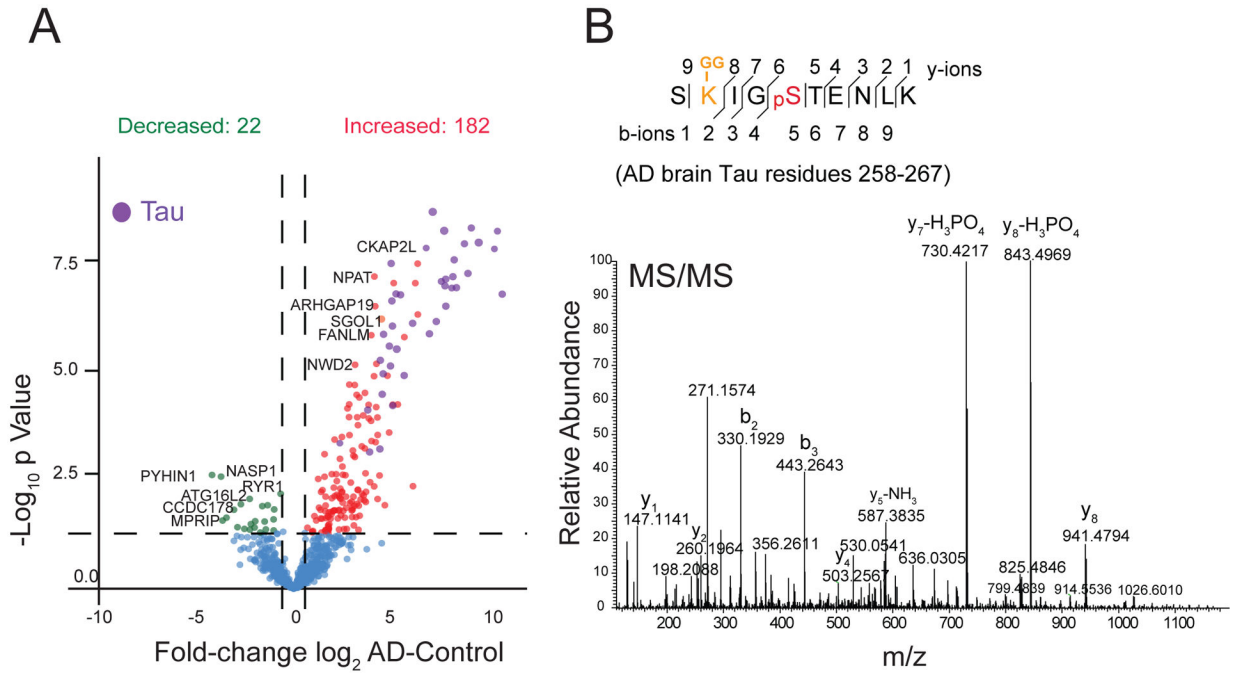 A
Decreased: 22
Increased: 182
Tau
CKAP2L
NPAT
ARHGAP19
SGOL1
FANLM
NWD2
PYHIN1
NASP1
RYR1
ATG16L2
CCDC178
MPRIP
7.5
5.0
2.5
0.0
-10
-5
0
5
10
-Log10 p Value
Fold-change log2 AD-Control
B
9 GG 8 7 6 5 4 3 2 1 y-ions
S K I G pS T E N L K
b-ions 1 2 3 4 5 6 7 8 9
(AD brain Tau residues 258-267)
MS/MS
y7-H3PO4
730.4217
y8-H3PO4
843.4969
271.1574
b2
330.1929
b3
443.2643
y1
147.1141
y2
260.1964
198.2088
356.2611
y4
503.2567
530.0541
y5-NH3
587.3835
636.0305
799.4839
825.4846
y8
941.4794
914.5536
1026.6010
100
90
80
70
60
50
40
30
20
10
0
200
300
400
500
600
700
800
900
1000
1100
Relative Abundance
m/z